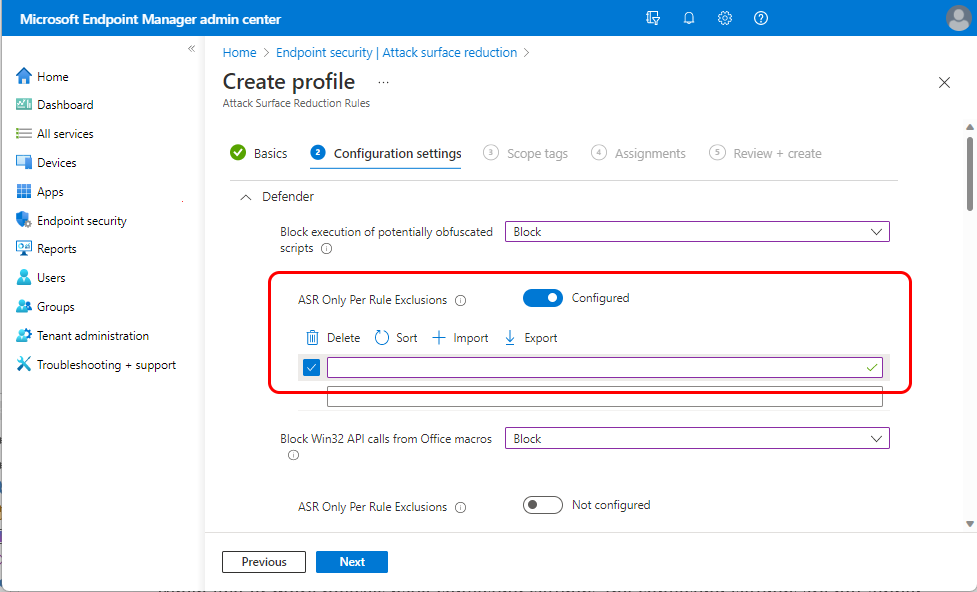 Microsoft Endpoint Manager admin center
Home > Endpoint security | Attack surface reduction >
Create profile ...
Attack Surface Reduction Rules
Home
Dashboard
All services
Devices
Apps
Endpoint security
Reports
Users
Groups
Tenant administration
Troubleshooting + support
Basics
2 Configuration settings
3 Scope tags
4 Assignments
5 Review + create
Defender
Block execution of potentially obfuscated
scripts
Block
ASR Only Per Rule Exclusions
Configured
Delete Sort Import Export
Block Win32 API calls from Office macros
Block
ASR Only Per Rule Exclusions
Not configured
Previous Next